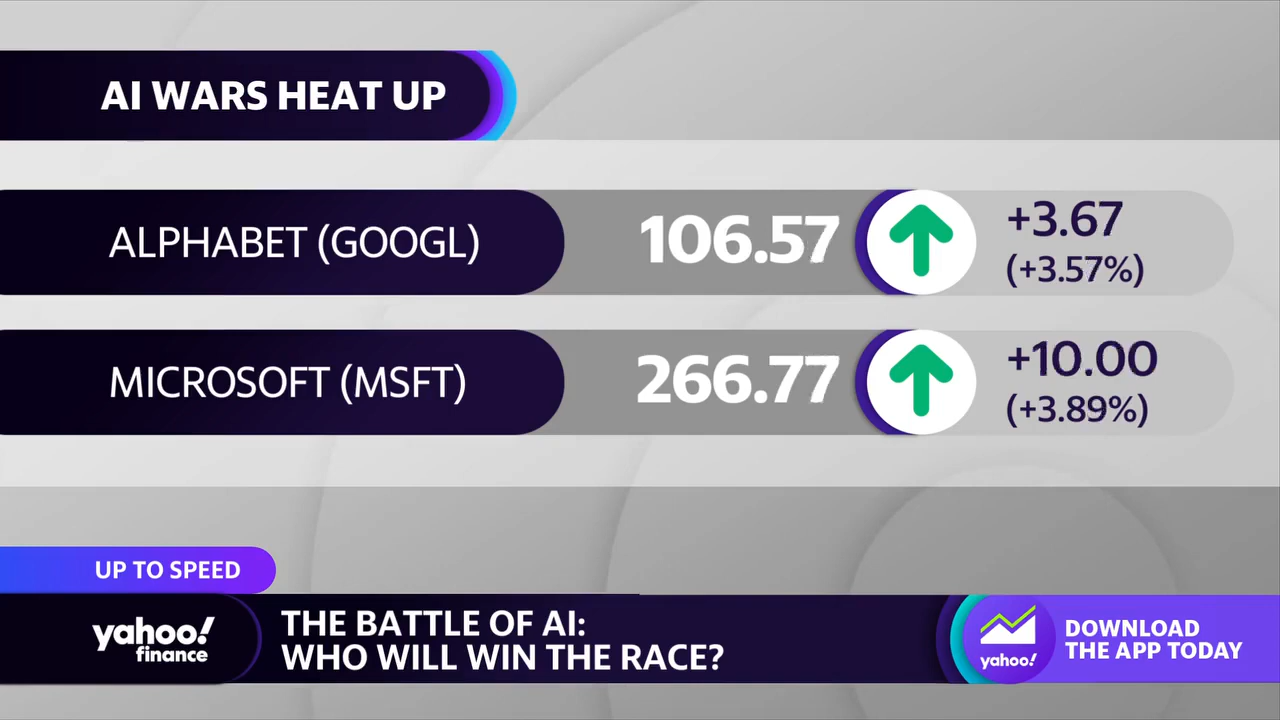 AI WARS HEAT UP
ALPHABET (GOOGL) 106.57 +3.67
(+3.57%)
MICROSOFT (MSFT) 266.77 +10.00
(+3.89%)
UP TO SPEED
yahoo!
finance
THE BATTLE OF AI:
WHO WILL WIN THE RACE?
yahoo!
DOWNLOAD
THE APP TODAY